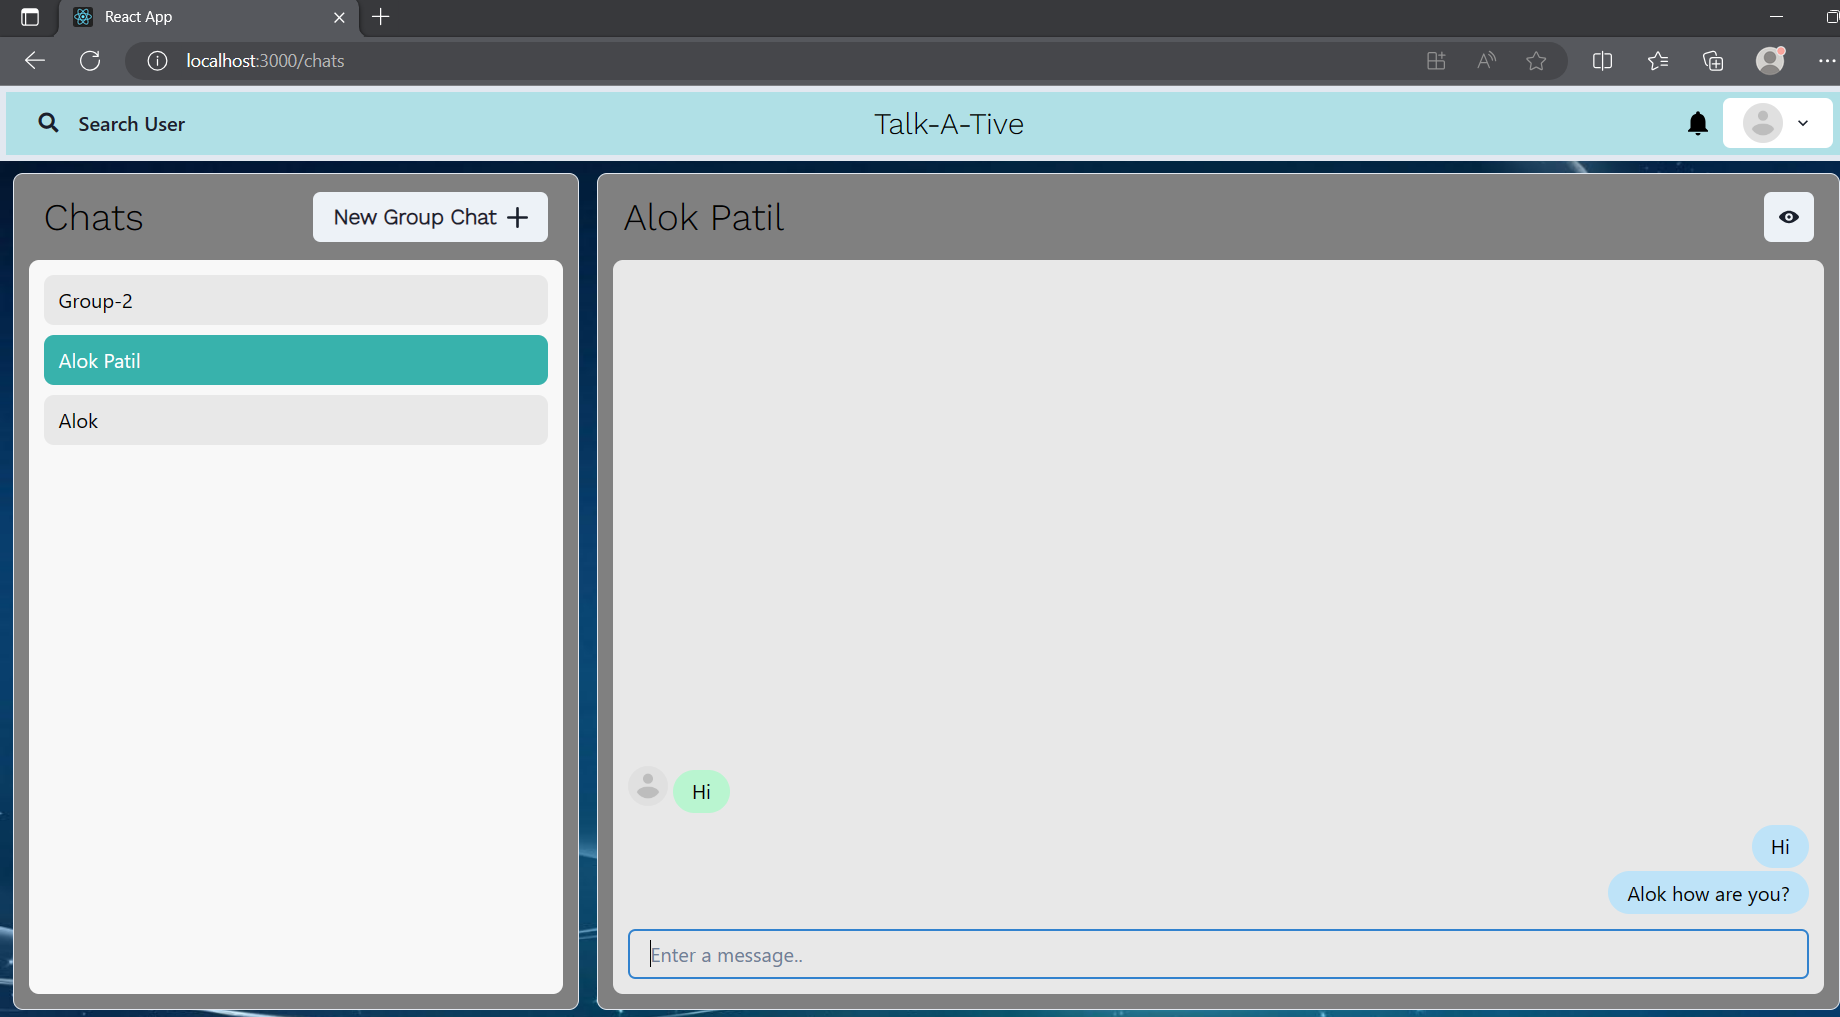 React App
localhost:3000/chats
Search User
Talk-A-Tive
Chats
New Group Chat
Group-2
Alok Patil
Alok
Alok Patil
Hi
Hi
Alok how are you?
Enter a message..